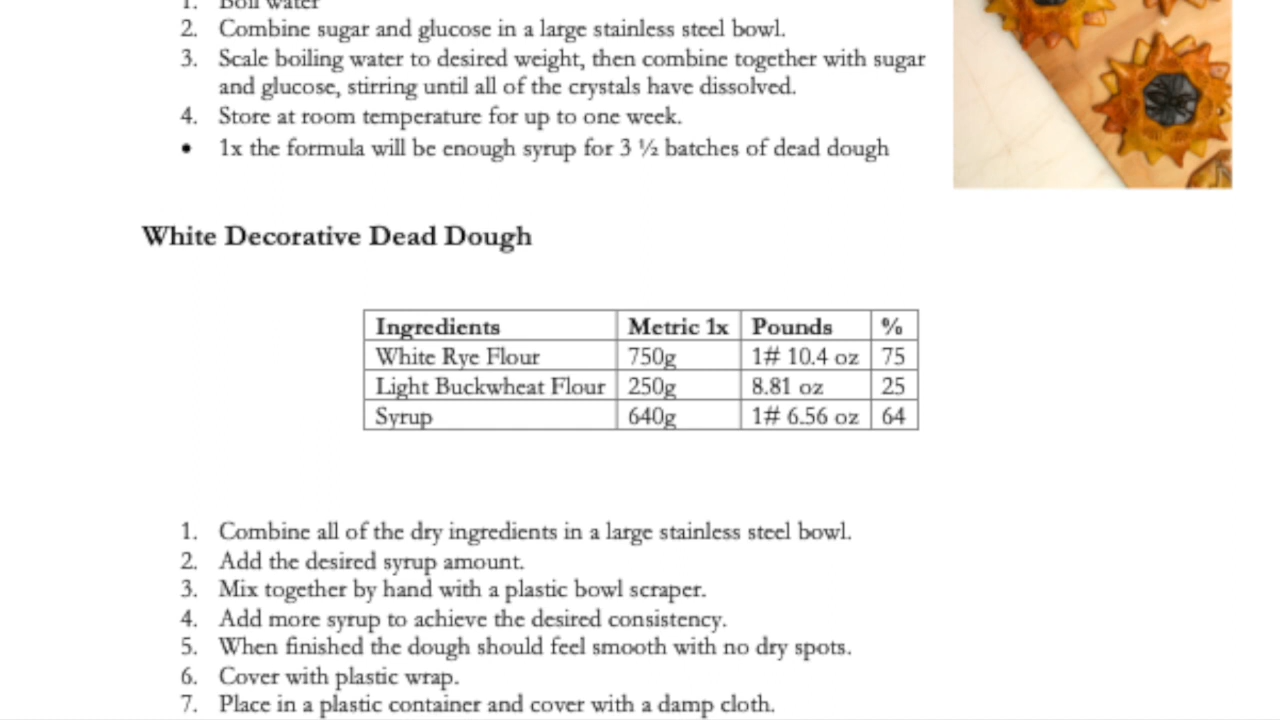 1. Boil water
2. Combine sugar and glucose in a large stainless steel bowl.
3. Scale boiling water to desired weight, then combine together with sugar
and glucose, stirring until all of the crystals have dissolved.
4. Store at room temperature for up to one week.
• 1x the formula will be enough syrup for 3 ½ batches of dead dough
White Decorative Dead Dough
Ingredients Metric 1x Pounds %
White Rye Flour 750g 1# 10.4 oz 75
Light Buckwheat Flour 250g 8.81 oz 25
Syrup 640g 1# 6.56 oz 64
1. Combine all of the dry ingredients in a large stainless steel bowl.
2. Add the desired syrup amount.
3. Mix together by hand with a plastic bowl scraper.
4. Add more syrup to achieve the desired consistency.
5. When finished the dough should feel smooth with no dry spots.
6. Cover with plastic wrap.
7. Place in a plastic container and cover with a damp cloth.